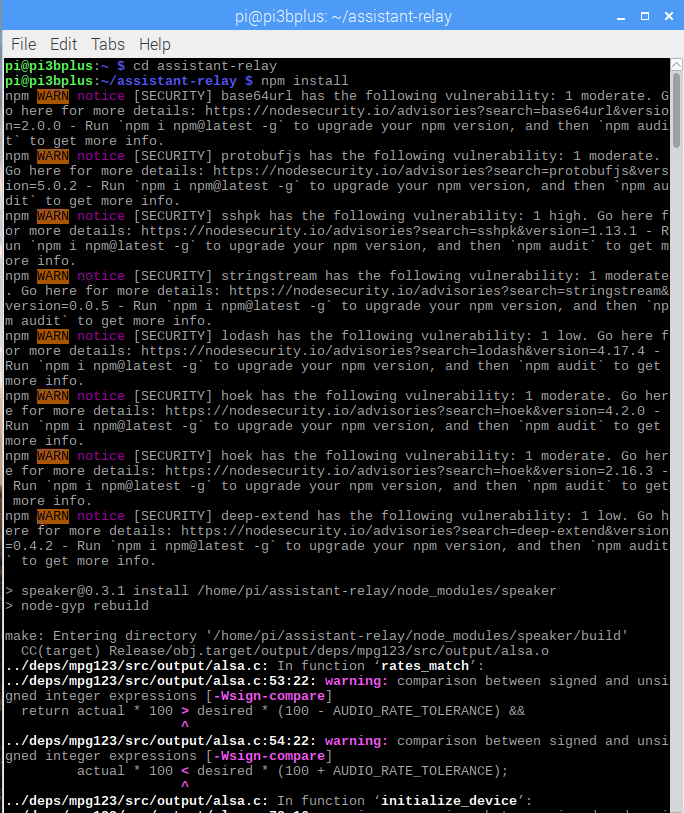 pi@pi3bplus: ~/assistant-relay
File Edit Tabs Help
pi@pi3bplus:~ $ cd assistant-relay
pi@pi3bplus:~/assistant-relay $ npm install
npm WARN notice [SECURITY] base64url has the following vulnerability: 1 moderate. G
o here for more details: https://nodesecurity.io/advisories?search=base64url&versio
n=2.0.0 - Run `npm i npm@latest -g` to upgrade your npm version, and then `npm audi
t` to get more info.
npm WARN notice [SECURITY] protobufjs has the following vulnerability: 1 moderate.
Go here for more details: https://nodesecurity.io/advisories?search=protobufjs&vers
ion=5.0.2 - Run `npm i npm@latest -g` to upgrade your npm version, and then `npm au
dit` to get more info.
npm WARN notice [SECURITY] sshpk has the following vulnerability: 1 high. Go here f
or more details: https://nodesecurity.io/advisories?search=sshpk&version=1.13.1 - R
un `npm i npm@latest -g` to upgrade your npm version, and then `npm audit` to get m
ore info.
npm WARN notice [SECURITY] stringstream has the following vulnerability: 1 moderate
. Go here for more details: https://nodesecurity.io/advisories?search=stringstream&
version=0.0.5 - Run `npm i npm@latest -g` to upgrade your npm version, and then `np
m audit` to get more info.
npm WARN notice [SECURITY] lodash has the following vulnerability: 1 low. Go here f
or more details: https://nodesecurity.io/advisories?search=lodash&version=4.17.4 -
Run `npm i npm@latest -g` to upgrade your npm version, and then `npm audit` to get
more info.
npm WARN notice [SECURITY] hoek has the following vulnerability: 1 moderate. Go her
e for more details: https://nodesecurity.io/advisories?search=hoek&version=4.2.0 -
Run `npm i npm@latest -g` to upgrade your npm version, and then `npm audit` to get
more info.
npm WARN notice [SECURITY] hoek has the following vulnerability: 1 moderate. Go her
e for more details: https://nodesecurity.io/advisories?search=hoek&version=2.16.3 -
 Run `npm i npm@latest -g` to upgrade your npm version, and then `npm audit` to get
 more info.
npm WARN notice [SECURITY] deep-extend has the following vulnerability: 1 low. Go h
ere for more details: https://nodesecurity.io/advisories?search=deep-extend&version
=0.4.2 - Run `npm i npm@latest -g` to upgrade your npm version, and then `npm audit
` to get more info.
> speaker@0.3.1 install /home/pi/assistant-relay/node_modules/speaker
> node-gyp rebuild
make: Entering directory '/home/pi/assistant-relay/node_modules/speaker/build'
  CC(target) Release/obj.target/output/deps/mpg123/src/output/alsa.o
../deps/mpg123/src/output/alsa.c: In function ‘rates_match’:
../deps/mpg123/src/output/alsa.c:53:22: warning: comparison between signed and unsi
gned integer expressions [-Wsign-compare]
  return actual * 100 > desired * (100 - AUDIO_RATE_TOLERANCE) &&
                      ^
../deps/mpg123/src/output/alsa.c:54:22: warning: comparison between signed and unsi
gned integer expressions [-Wsign-compare]
         actual * 100 < desired * (100 + AUDIO_RATE_TOLERANCE);
                      ^
../deps/mpg123/src/output/alsa.c: In function ‘initialize_device’: